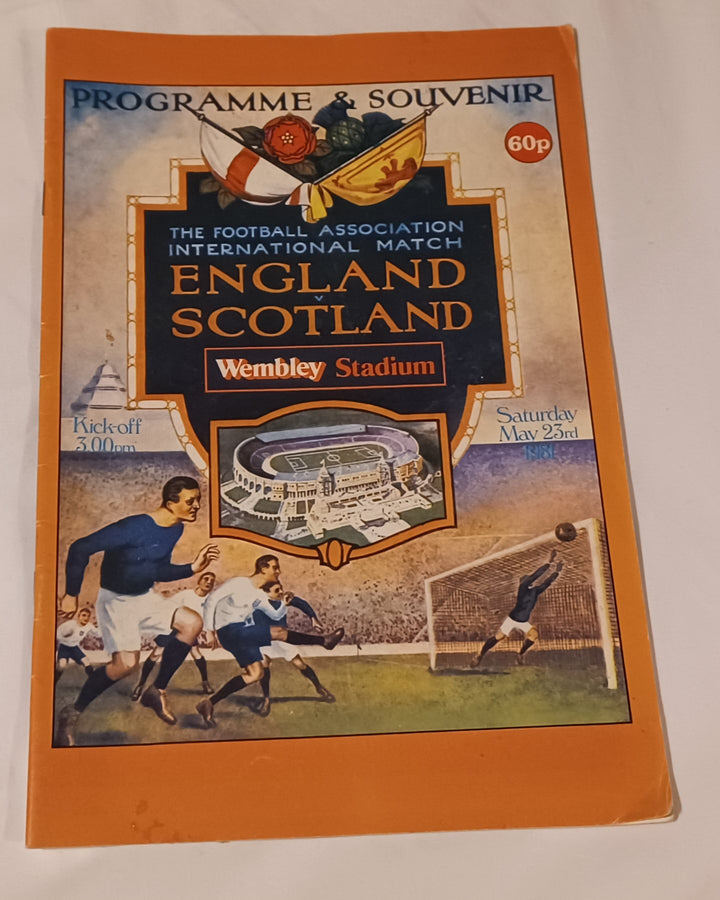 PROGRAMME & SOUVENIR
60p
THE FOOTBALL ASSOCIATION
INTERNATIONAL MATCH
ENGLAND
v
SCOTLAND
Wembley Stadium
Kick-off
3.00pm
Saturday
May 23rd
1981